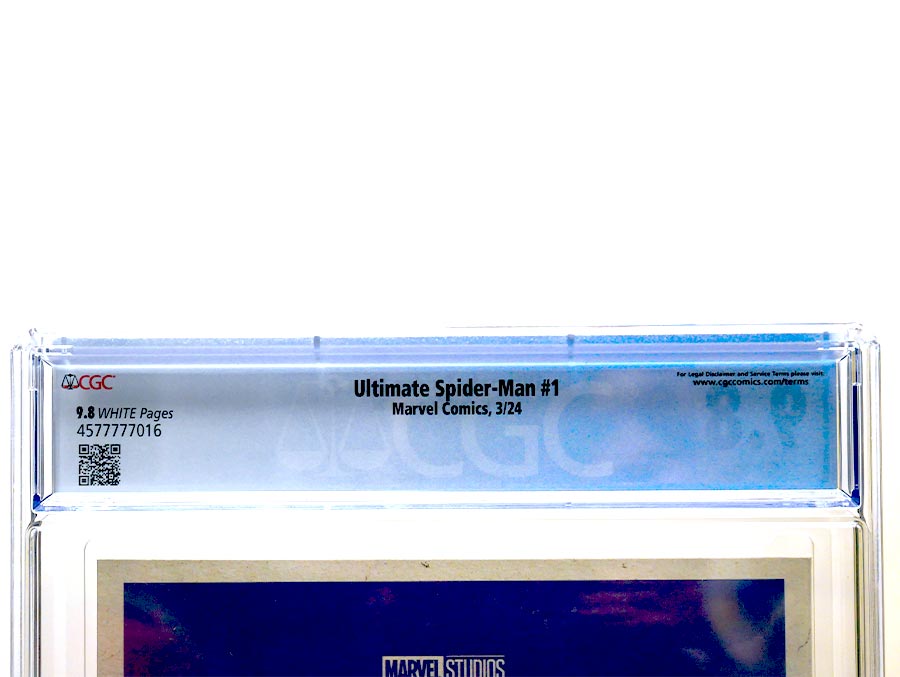 CGC
Ultimate Spider-Man #1
Marvel Comics, 3/24
For Legal Disclaimer and Service Terms please visit:
www.cgccomics.com/terms
9.8 WHITE Pages
4577777016
CGC
MARVEL STUDIOS